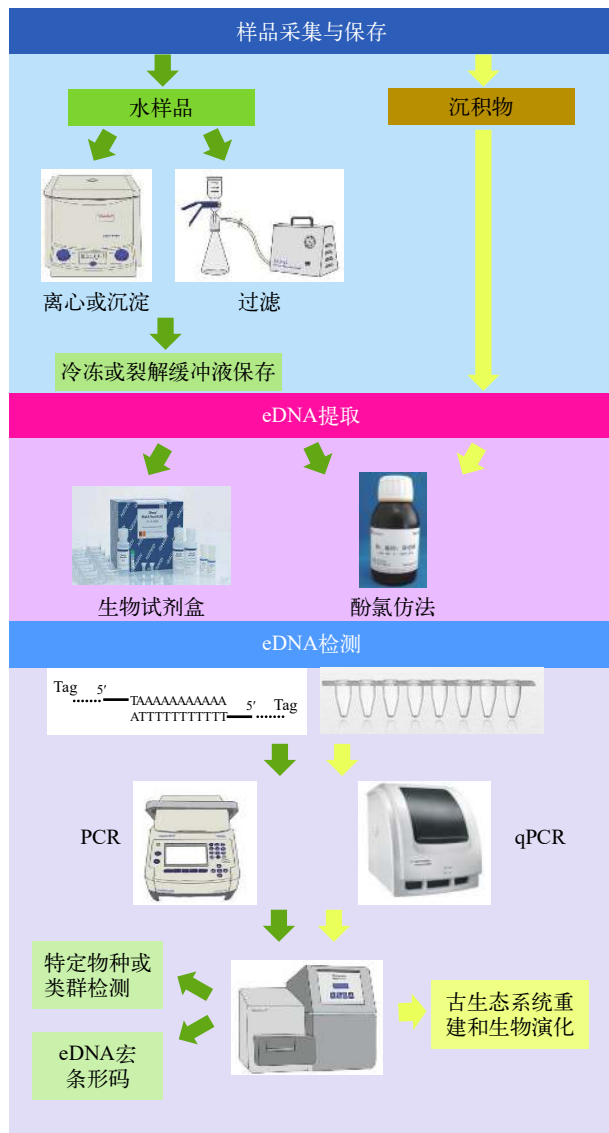 样品采集与保存
水样品
沉积物
离心或沉淀
过滤
冷冻或裂解缓冲液保存
eDNA提取
生物试剂盒
酚氯仿法
eDNA检测
Tag 5′ TAAAAAAAAAAA
ATTTTTTTTTTT 5′ Tag
PCR
qPCR
特定物种或
类群检测
古生态系统重
建和生物演化
eDNA宏
条形码